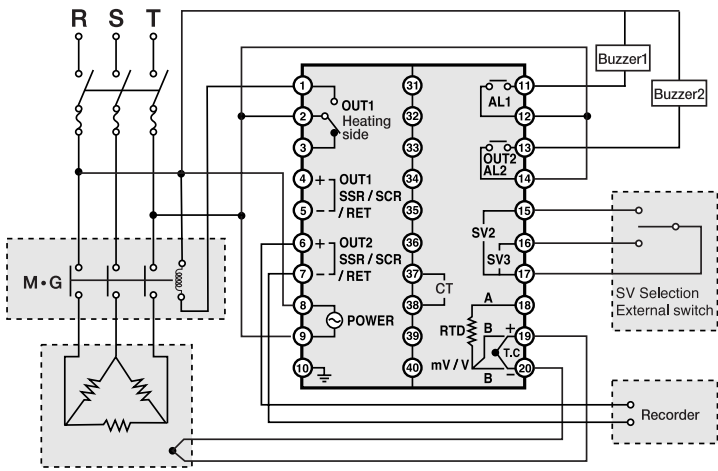 R S T
Buzzer1
Buzzer2
1
OUT1
Heating
side
2
3
4
+
OUT1
SSR / SCR
/ RET
5
−
6
+
OUT2
SSR / SCR
/ RET
7
−
8
POWER
9
10
31
32
33
34
35
36
37
CT
38
39
40
mV / V
11
AL1
12
13
OUT2
AL2
14
15
SV2
16
SV3
17
A
18
RTD
B
+
19
T.C
B
−
20
SV Selection
External switch
M•G
Recorder